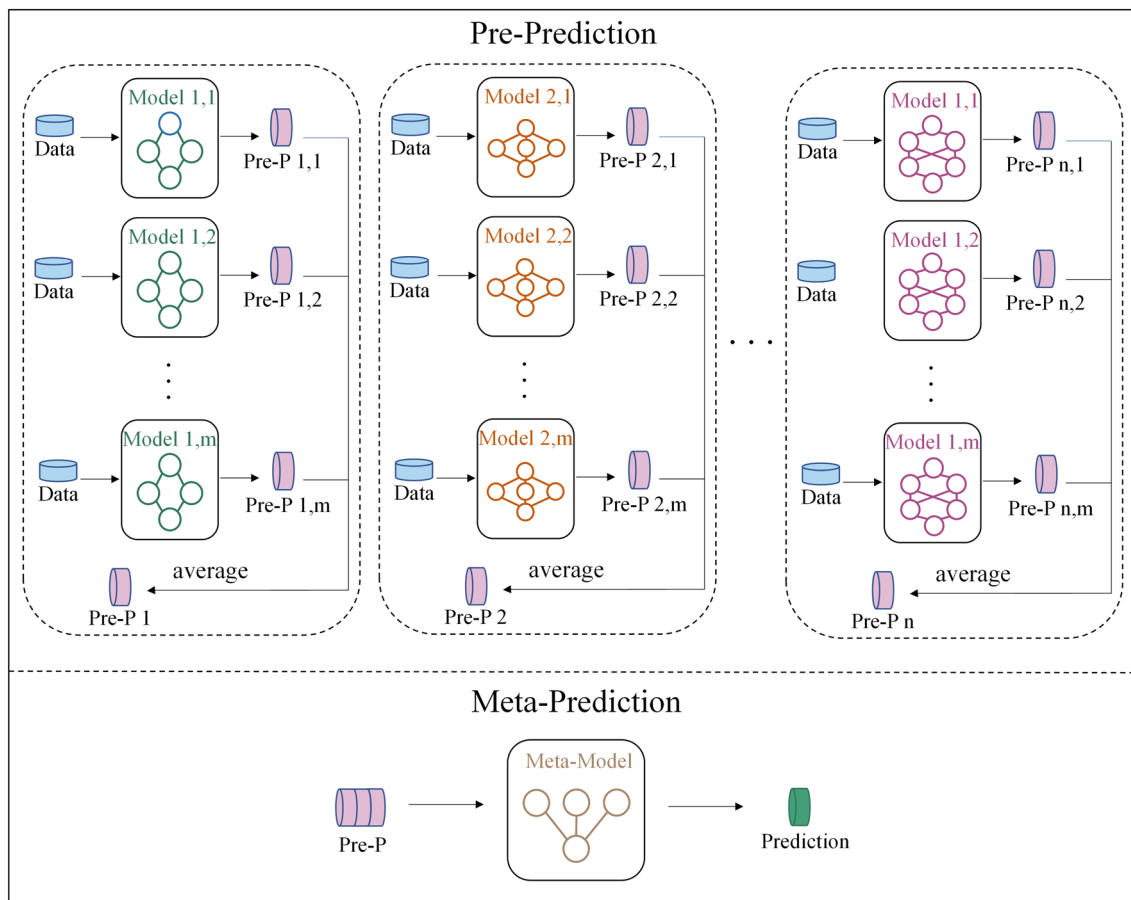 Pre-Prediction
Model 1,1
Data
Pre-P 1,1
Model 1,2
Data
Pre-P 1,2
Model 1,m
Data
Pre-P 1,m
average
Pre-P 1
Model 2,1
Data
Pre-P 2,1
Model 2,2
Data
Pre-P 2,2
Model 2,m
Data
Pre-P 2,m
average
Pre-P 2
. . .
Model 1,1
Data
Pre-P n,1
Model 1,2
Data
Pre-P n,2
Model 1,m
Data
Pre-P n,m
average
Pre-P n
Meta-Prediction
Meta-Model
Pre-P
Prediction